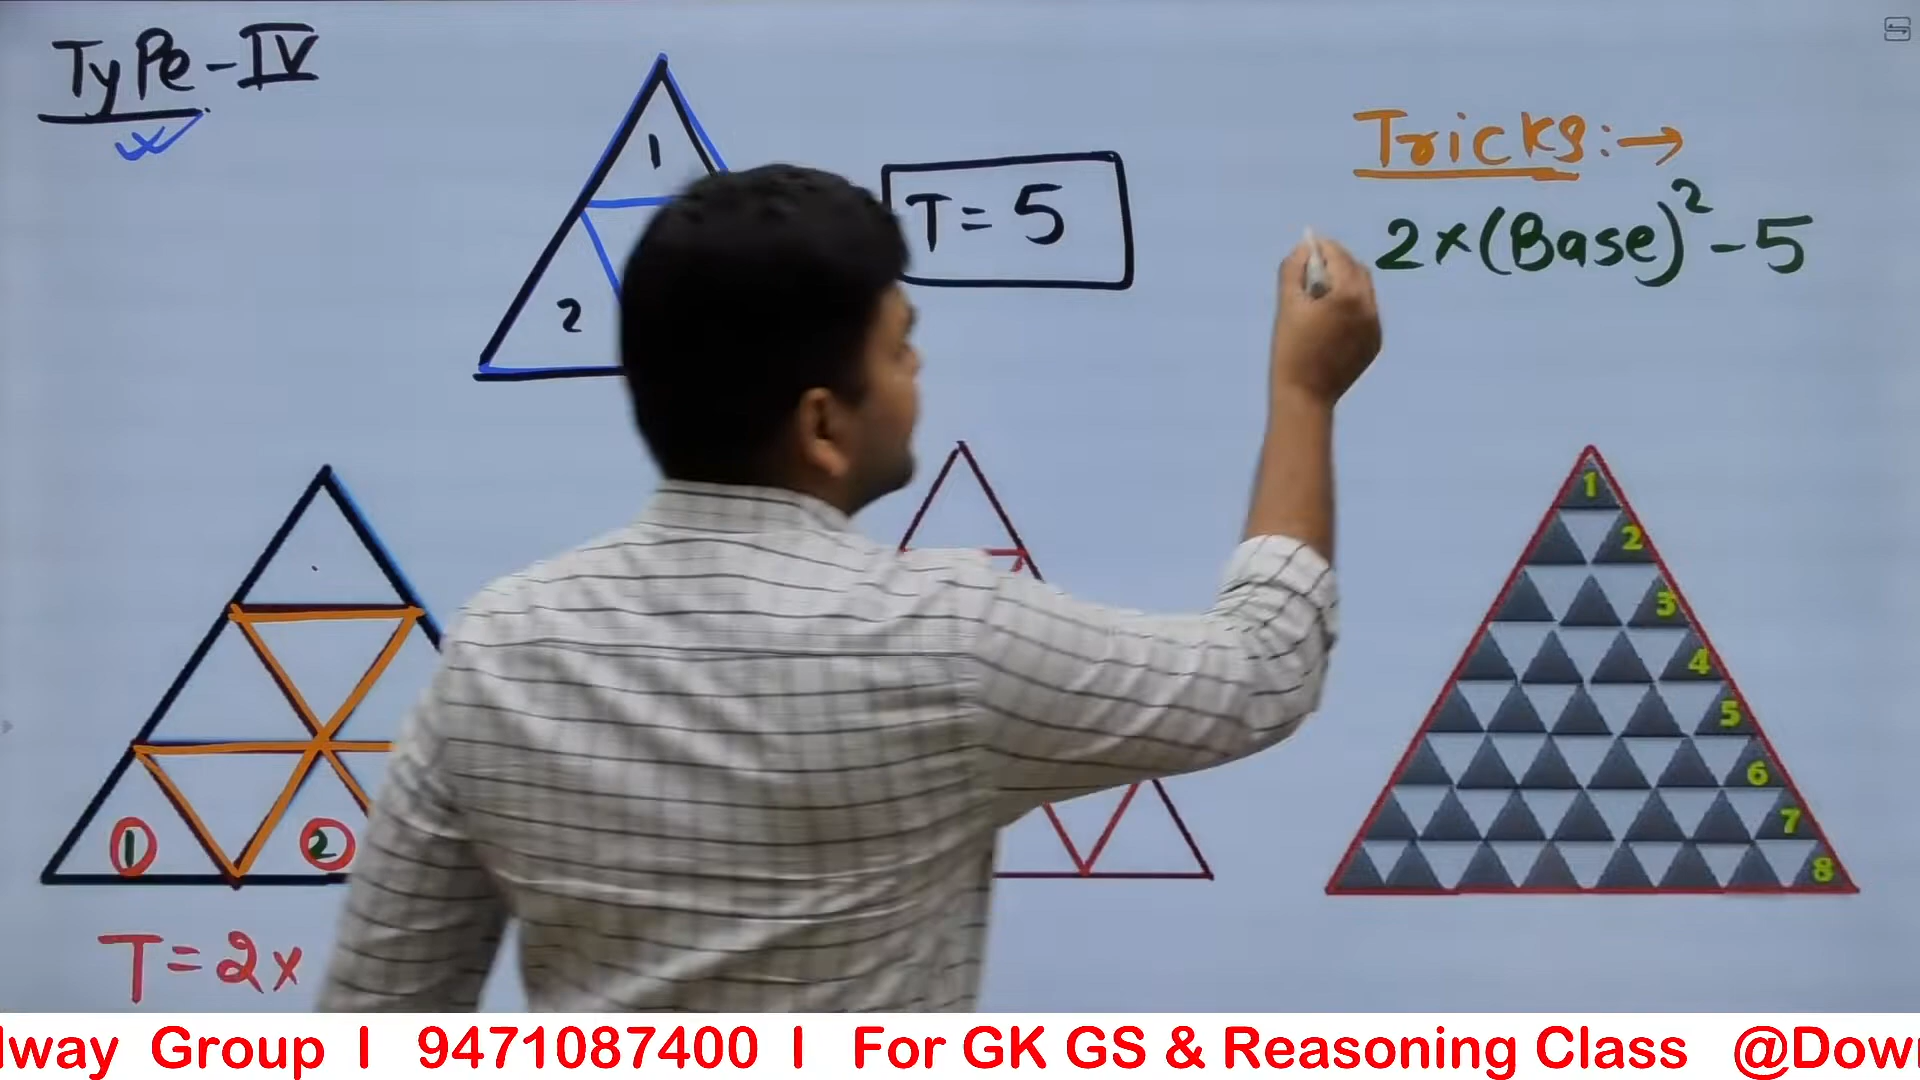 Type-IV
1
2
T = 5
Tricks:→
2×(Base)²-5
1
2
3
4
5
6
7
8
1
2
T = 2×
lway Group I 9471087400 I For GK GS & Reasoning Class @Dow